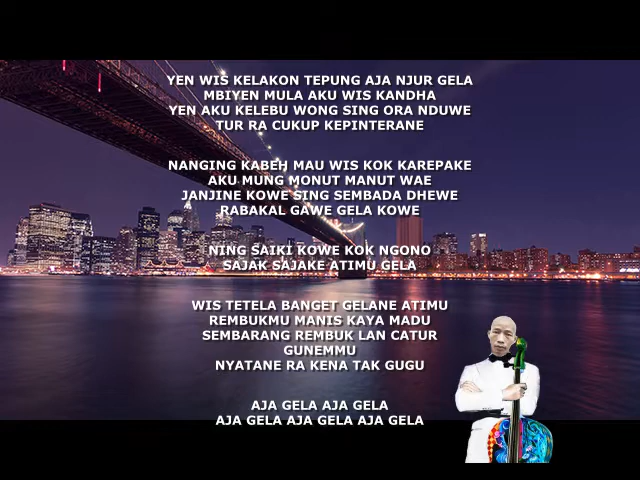 YEN WIS KELAKON TEPUNG AJA NJUR GELA
MBIYEN MULA AKU WIS KANDHA
YEN AKU KELEBU WONG SING ORA NDUWE
TUR RA CUKUP KEPINTERANE
NANGING KABEH MAU WIS KOK KAREPAKE
AKU MUNG MONUT MANUT WAE
JANJINE KOWE SING SEMBADA DHEWE
RABAKAL GAWE GELA KOWE
NING SAIKI KOWE KOK NGONO
SAJAK SAJAKE ATIMU GELA
WIS TETELA BANGET GELANE ATIMU
REMBUKMU MANIS KAYA MADU
SEMBARANG REMBUK LAN CATUR
GUNEMMU
NYATANE RA KENA TAK GUGU
AJA GELA AJA GELA
AJA GELA AJA GELA AJA GELA